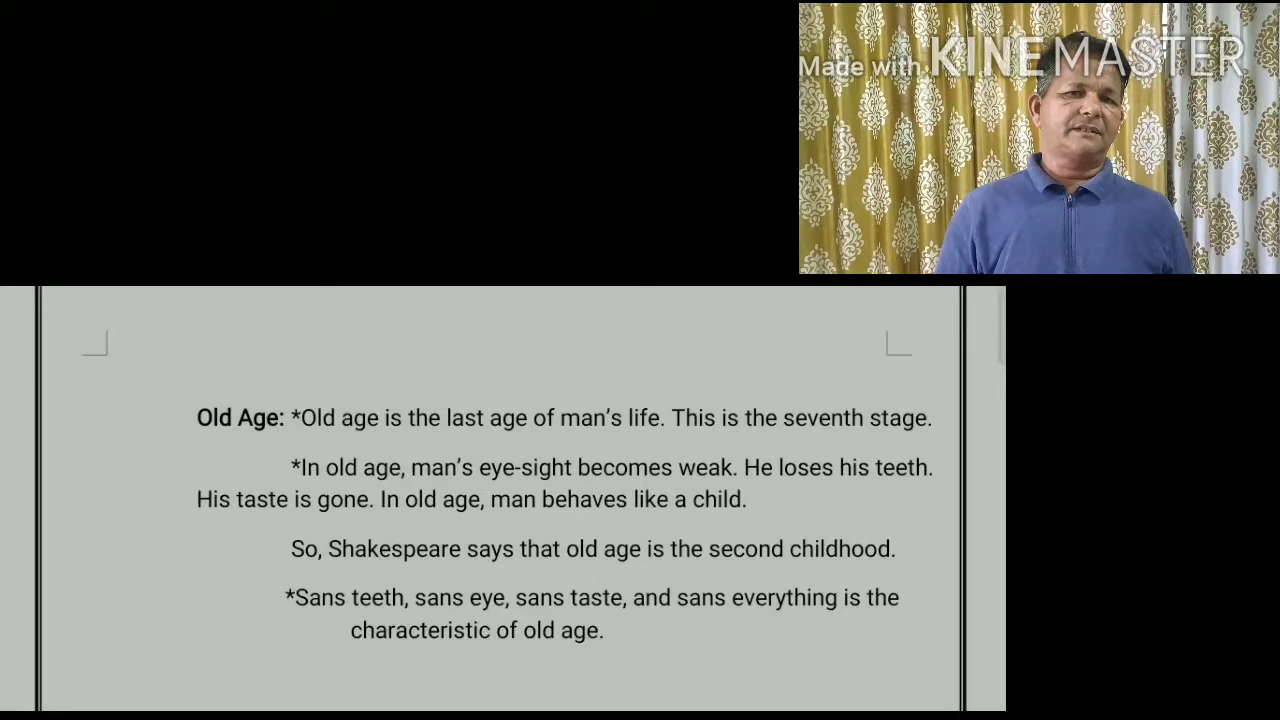 Made with KINEMASTER
Old Age: *Old age is the last age of man's life. This is the seventh stage.
*In old age, man's eye-sight becomes weak. He loses his teeth.
His taste is gone. In old age, man behaves like a child.
So, Shakespeare says that old age is the second childhood.
*Sans teeth, sans eye, sans taste, and sans everything is the
characteristic of old age.